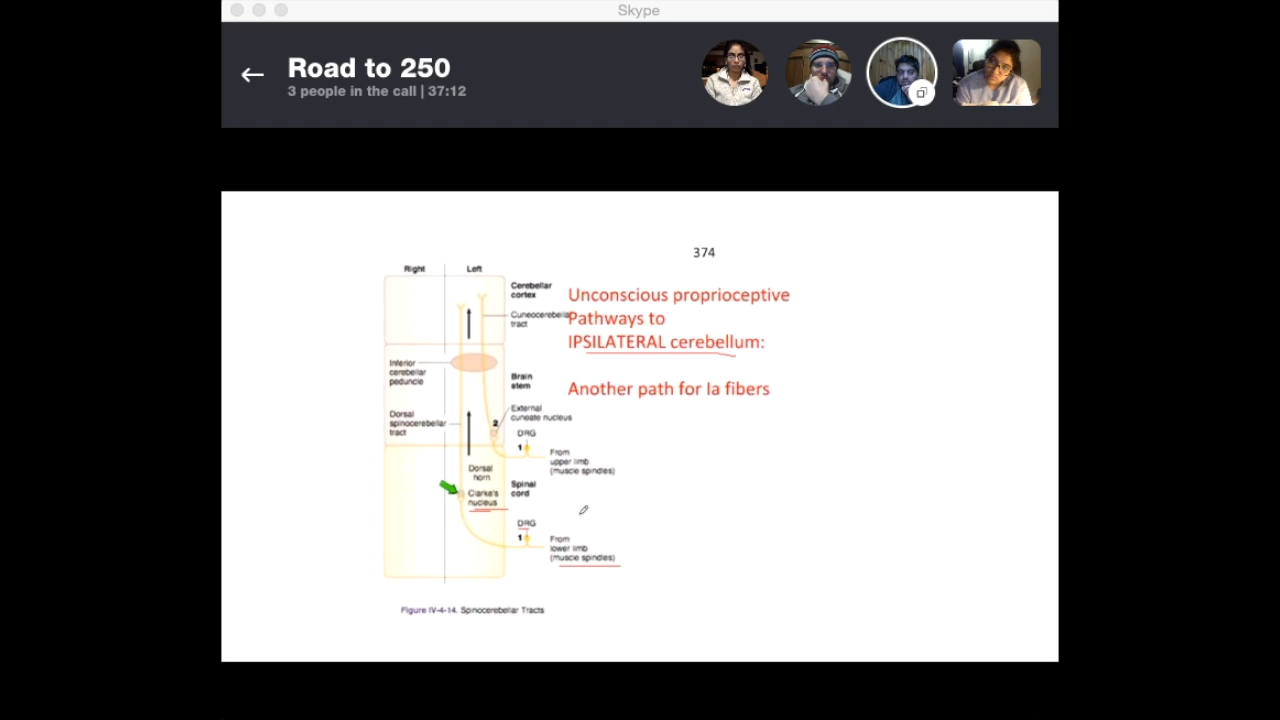 Skype
Road to 250
3 people in the call | 37:12
374
Right
Left
Cerebellar
cortex
Cuneocerebellar
tract
Unconscious proprioceptive
Pathways to
IPSILATERAL cerebellum:
Another path for Ia fibers
Inferior
cerebellar
peduncle
Brain
stem
External
cuneate nucleus
Dorsal
spinocerebellar
tract
2
DRG
1
From
upper limb
(muscle spindles)
Dorsal
horn
Clarke's
nucleus
Spinal
cord
DRG
1
From
lower limb
(muscle spindles)
Figure IV-4-14. Spinocerebellar Tracts